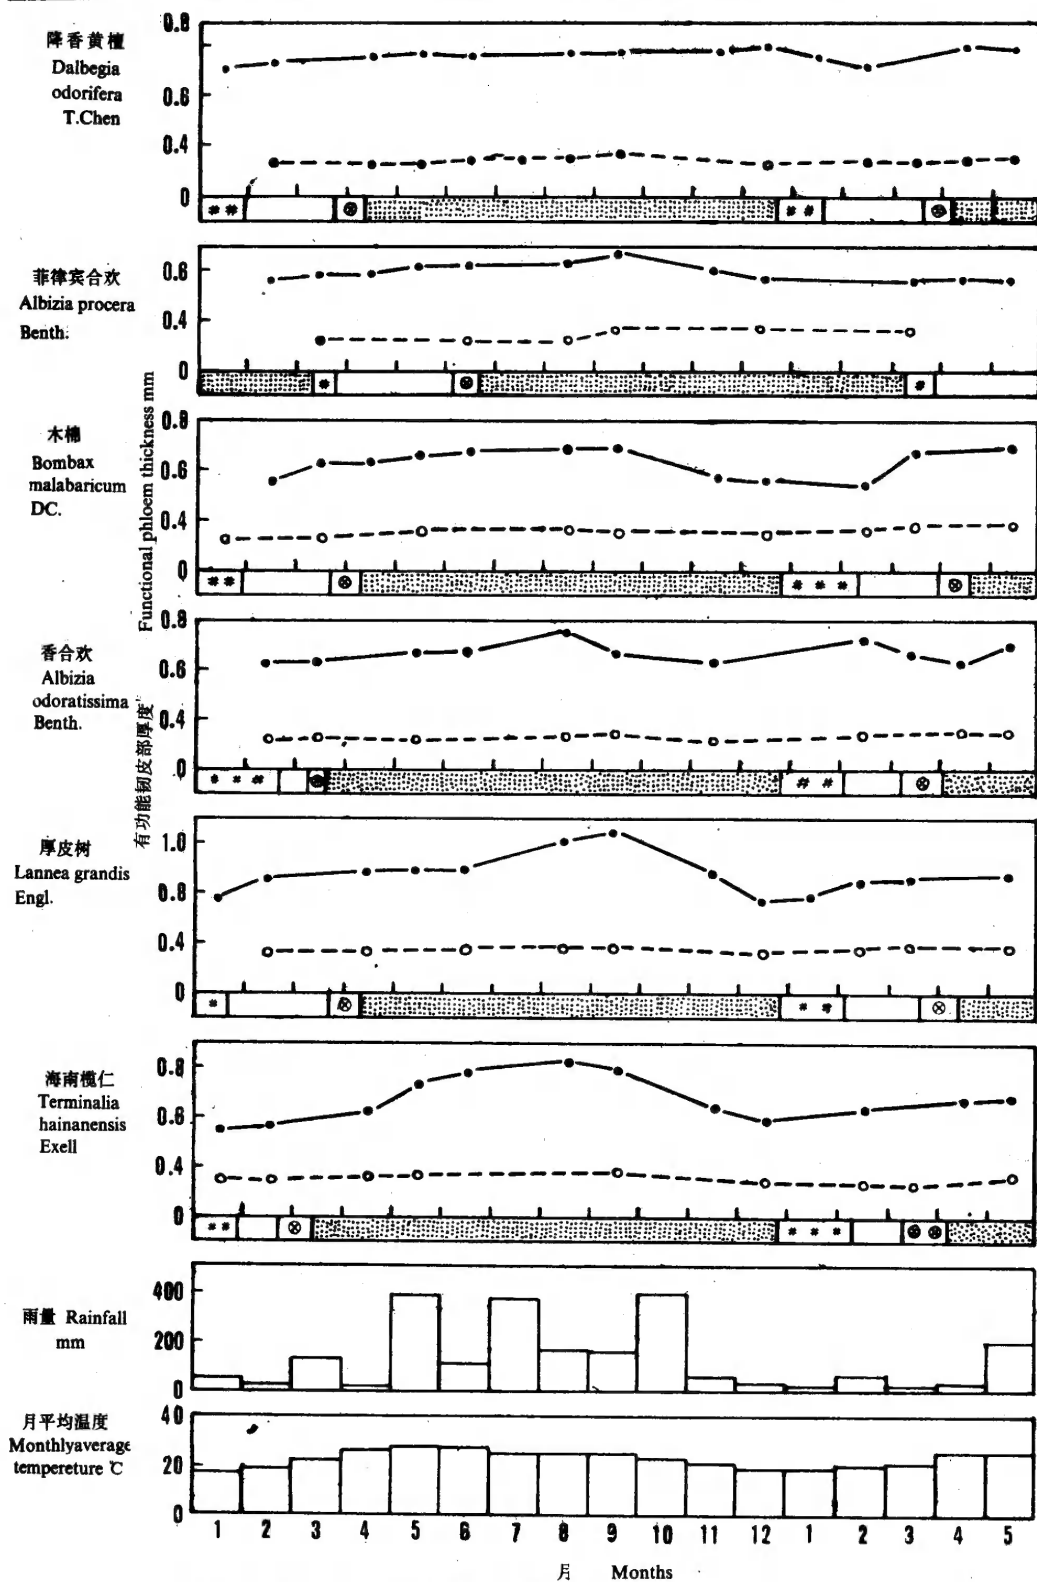 降香黄檀
Dalbegia
odorifera
T.Chen
0.8
0.6
0.4
0
菲律宾合欢
Albizia procera
Benth.
0.6
0.4
0
木棉
Bombax
malabaricum
DC.
0.8
0.6
0.4
0
香合欢
Albizia
odoratissima
Benth.
0.8
0.6
0.4
0
有功能韧皮部厚度 Functional phloem thickness mm
厚皮树
Lannea grandis
Engl.
1.0
0.8
0.4
0
海南榄仁
Terminalia
hainanensis
Exell
0.8
0.6
0.4
0
雨量 Rainfall
mm
400
200
0
月平均温度
Monthlyaverage
tempereture ℃
40
20
0
1 2 3 4 5 6 7 8 9 10 11 12 1 2 3 4 5
月 Months